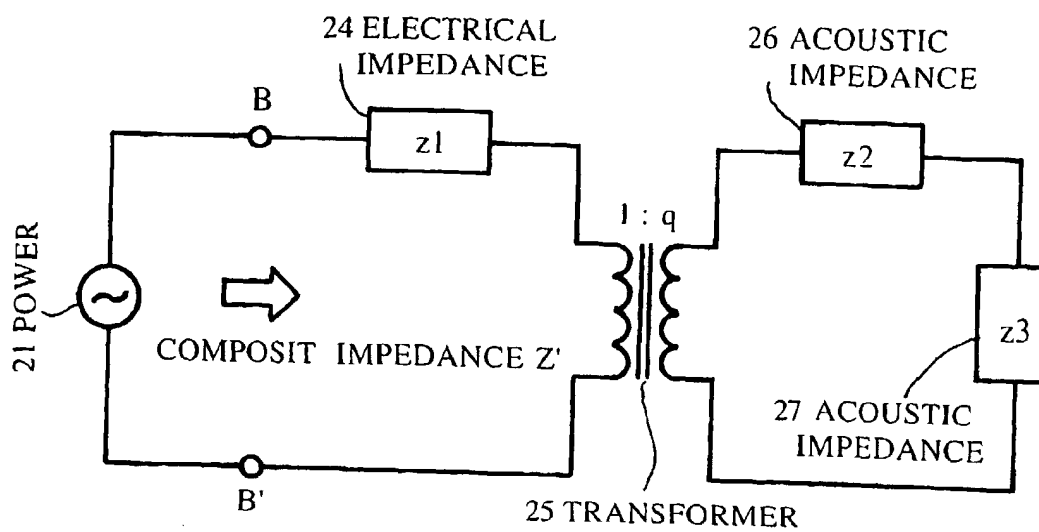 24 ELECTRICAL
IMPEDANCE
26 ACOUSTIC
IMPEDANCE
B
z1
z2
1 : q
21 POWER
COMPOSIT IMPEDANCE Z'
z3
27 ACOUSTIC
IMPEDANCE
B'
25 TRANSFORMER